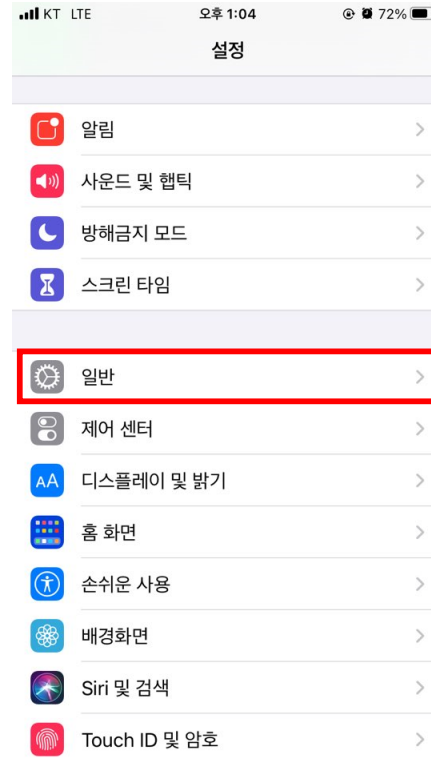 KT LTE 오후 1:04 72%
설정
알림
사운드 및 햅틱
방해금지 모드
스크린 타임
일반
제어 센터
AA 디스플레이 및 밝기
홈 화면
손쉬운 사용
배경화면
Siri 및 검색
Touch ID 및 암호